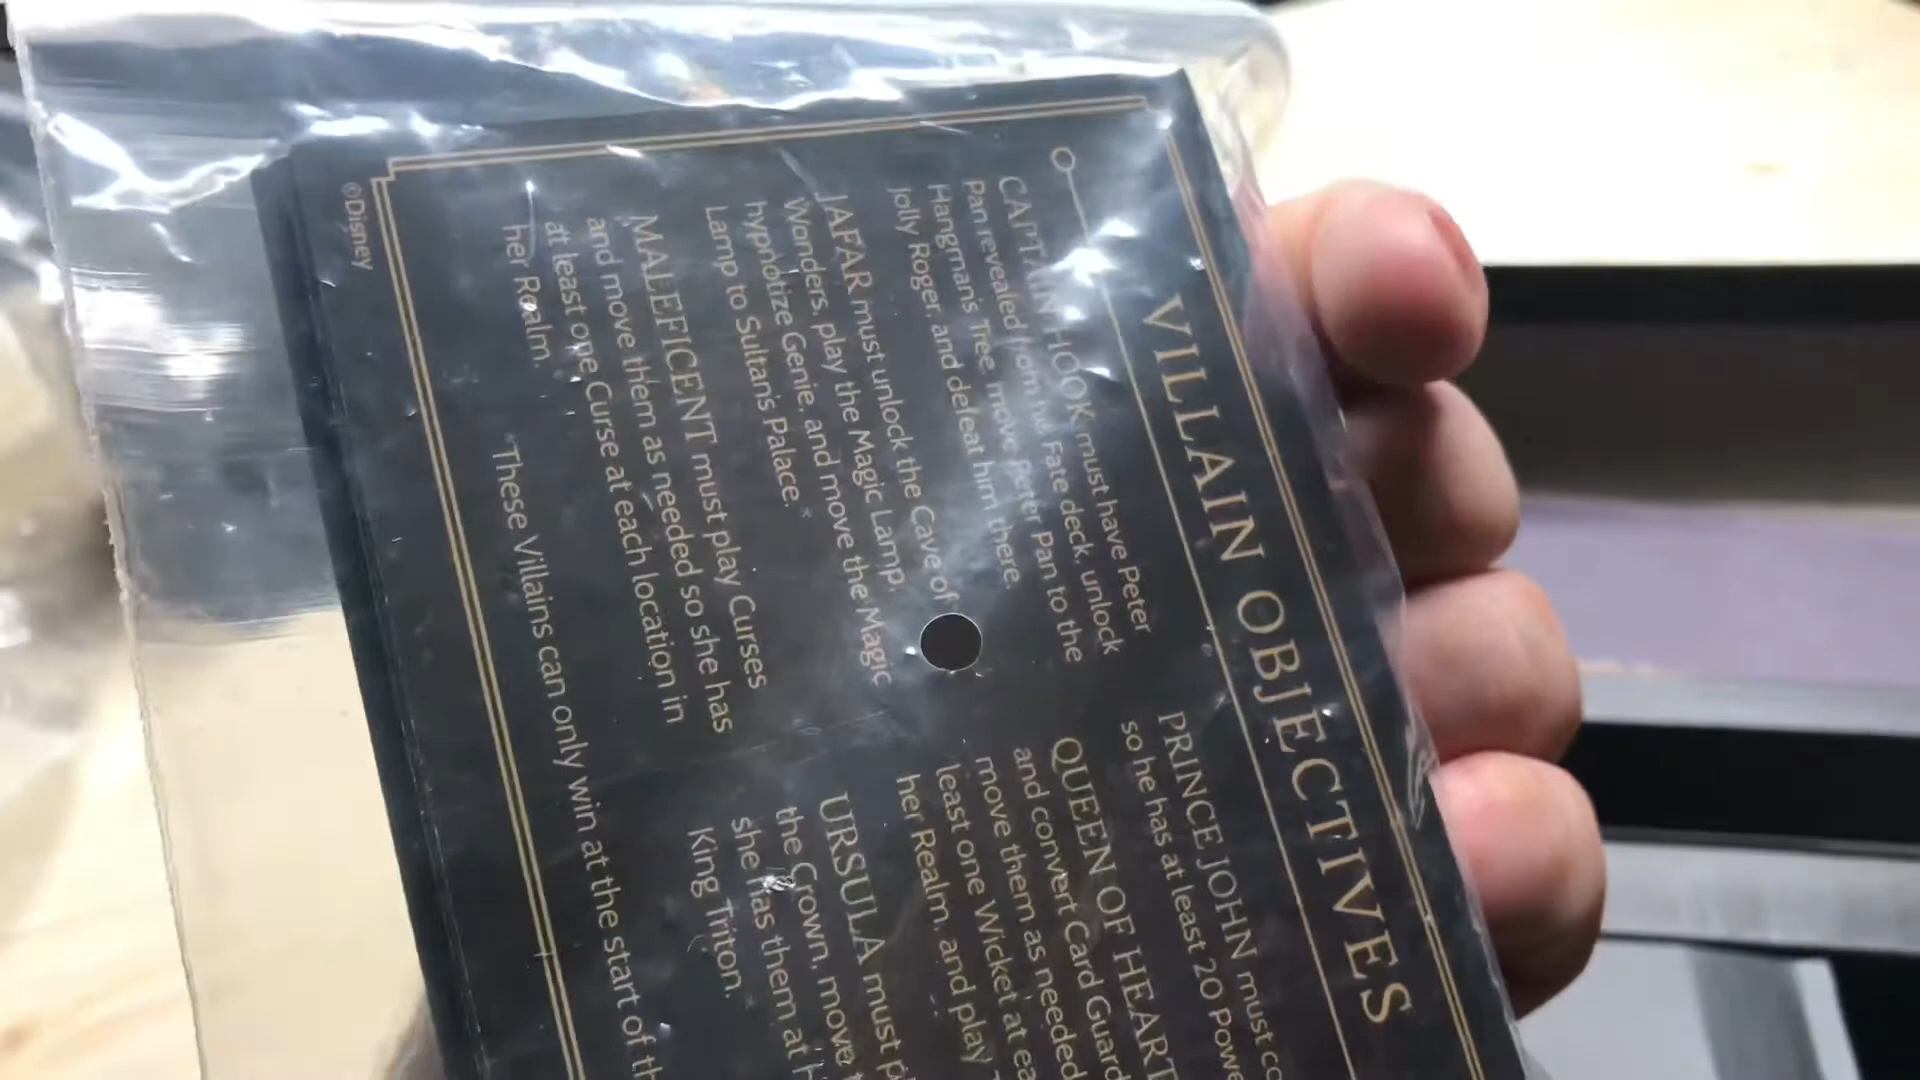 VILLAIN OBJECTIVES
CAPTAIN HOOK must have Peter
Pan revealed from the Fate deck, unlock
Hangman's Tree, move Peter Pan to the
Jolly Roger, and defeat him there.
JAFAR must unlock the Cave of
Wonders, play the Magic Lamp,
hypnotize Genie, and move the Magic
Lamp to Sultan's Palace.*
MALEFICENT must play Curses
and move them as needed so she has
at least one Curse at each location in
her Realm.
PRINCE JOHN must
so he has at least 20
QUEEN OF
and convert Card
move them as needed
least one Wicket at
her Realm, and play
URSULA must
the Crown, move
she has them at
King Triton.*
*These Villains can only win at the start of
©Disney